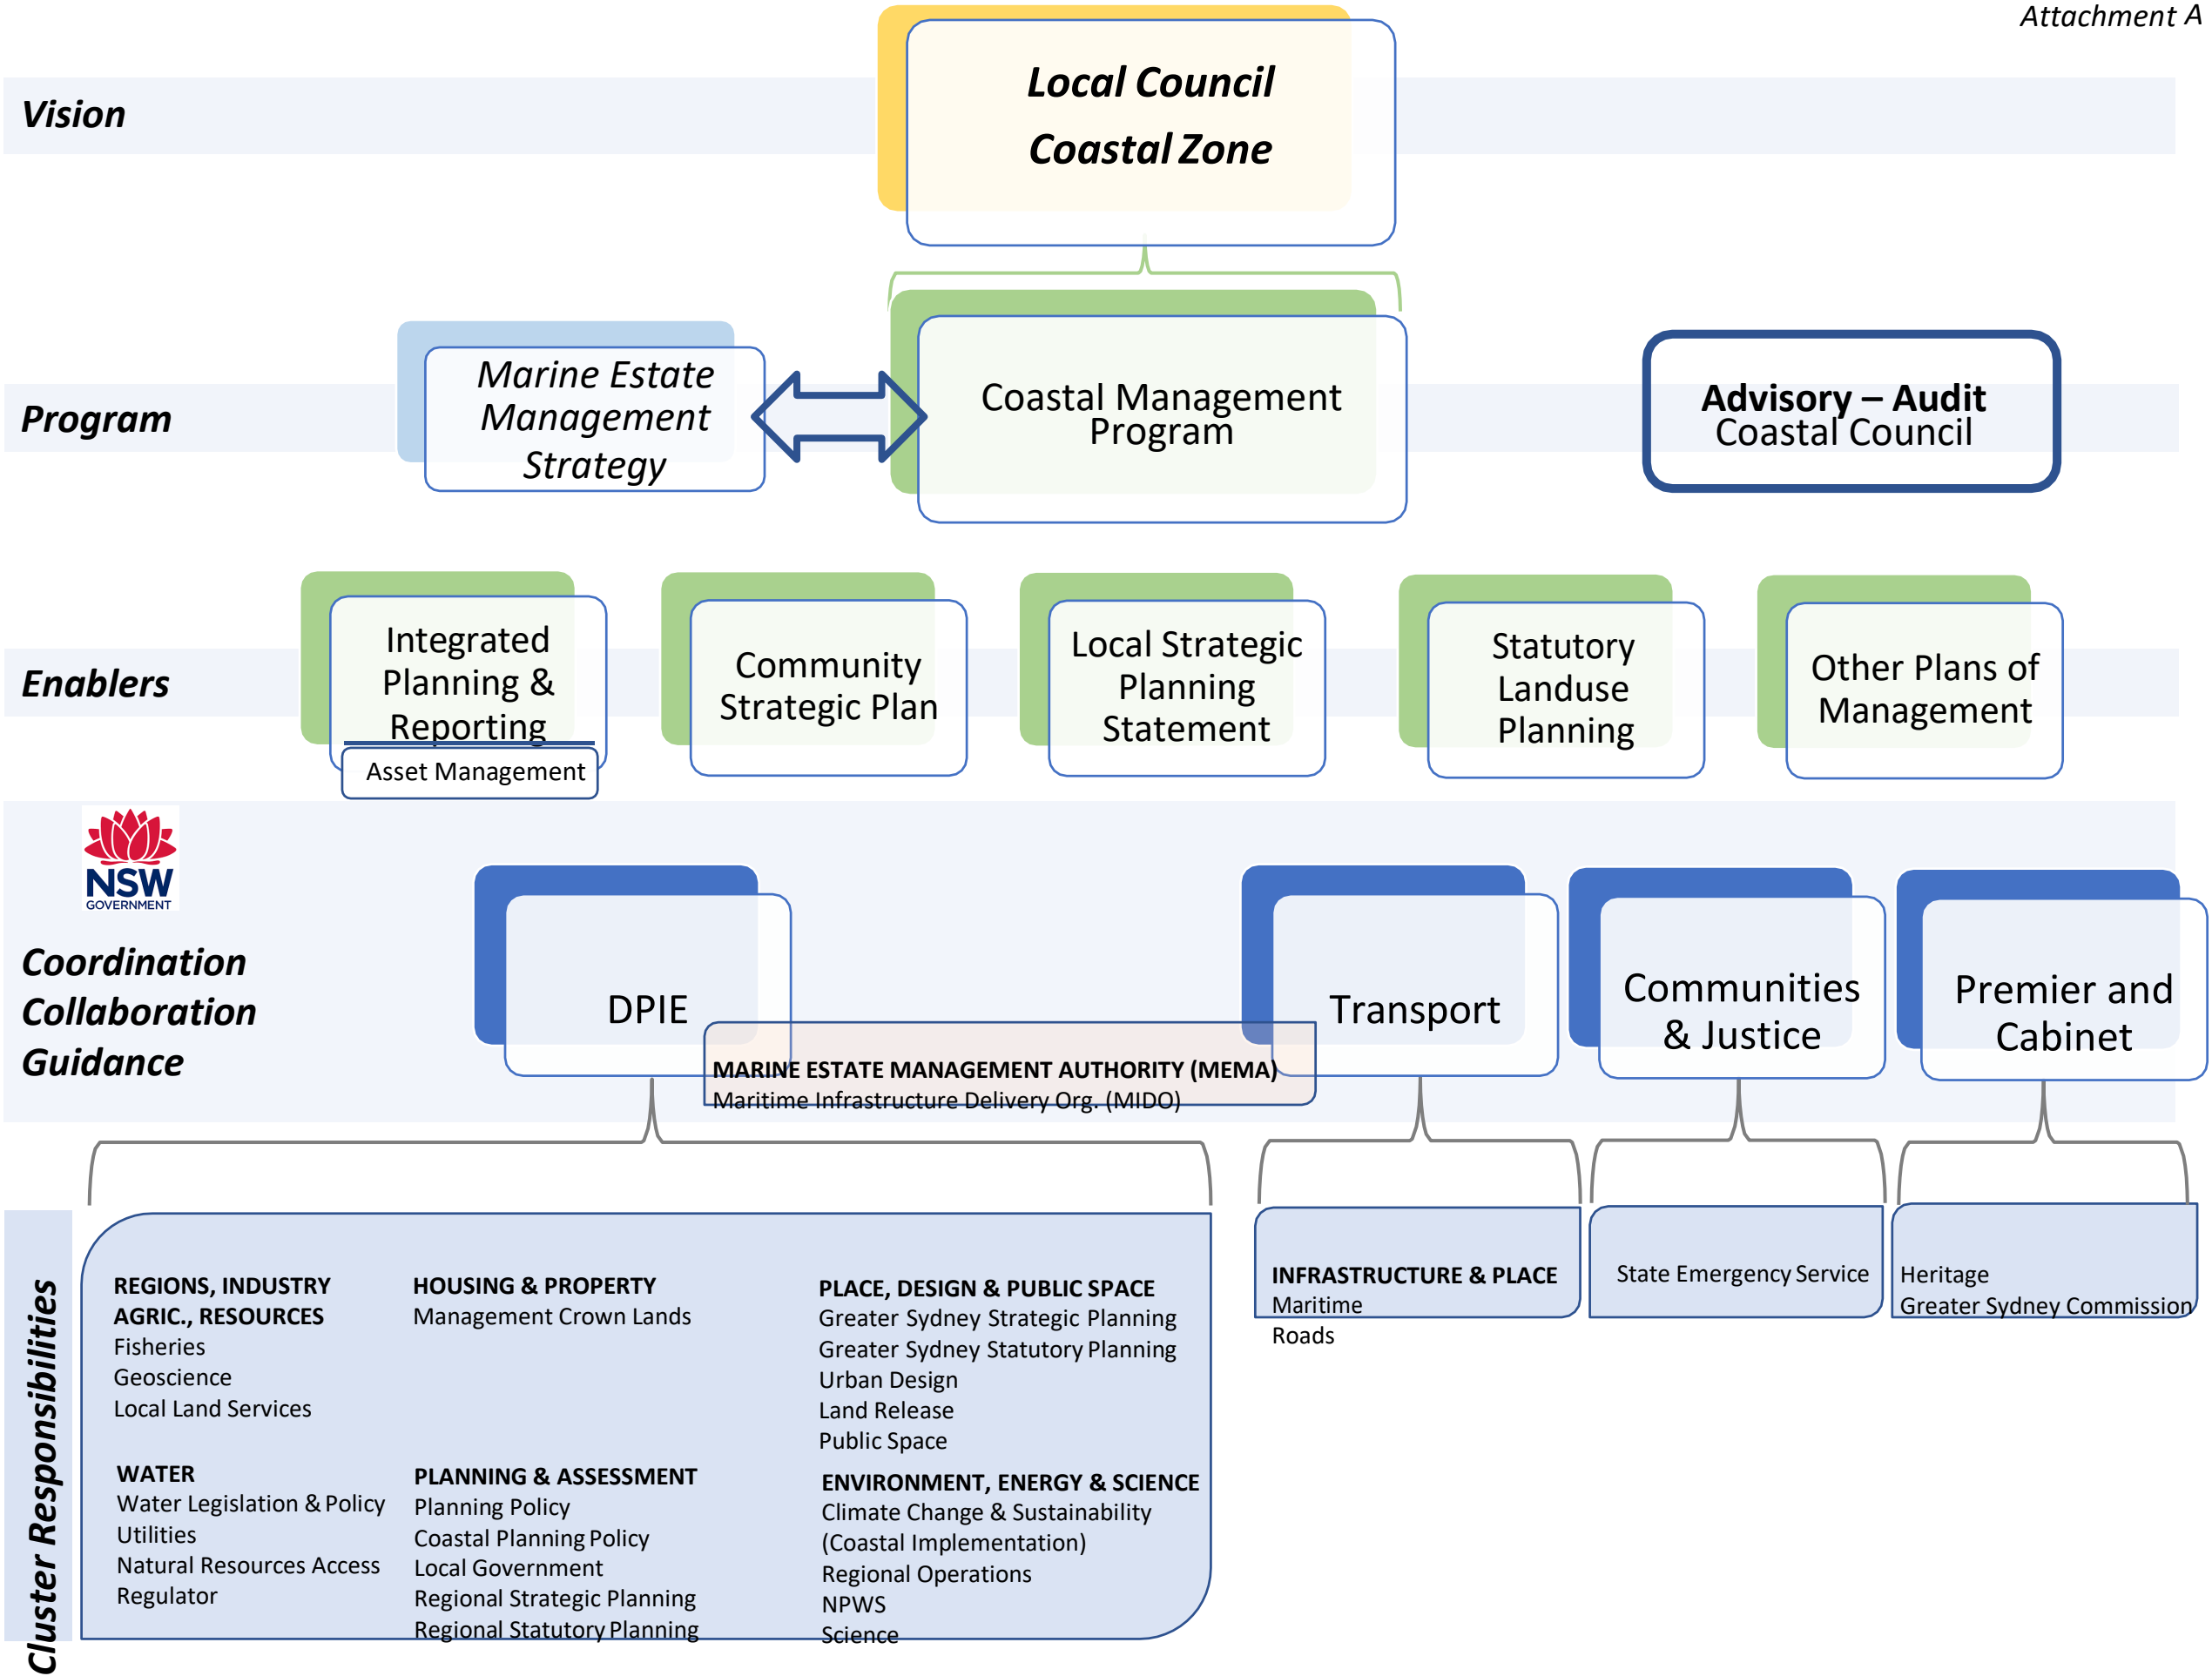 Attachment A
Vision
Local Council
Coastal Zone
Program
Marine Estate
Management
Strategy
Coastal Management
Program
Advisory – Audit
Coastal Council
Enablers
Integrated
Planning &
Reporting
Asset Management
Community
Strategic Plan
Local Strategic
Planning
Statement
Statutory
Landuse
Planning
Other Plans of
Management
NSW
GOVERNMENT
Coordination
Collaboration
Guidance
DPIE
Transport
Communities
& Justice
Premier and
Cabinet
MARINE ESTATE MANAGEMENT AUTHORITY (MEMA)
Maritime Infrastructure Delivery Org. (MIDO)
Cluster Responsibilities
REGIONS, INDUSTRY
AGRIC., RESOURCES
Fisheries
Geoscience
Local Land Services
HOUSING & PROPERTY
Management Crown Lands
PLACE, DESIGN & PUBLIC SPACE
Greater Sydney Strategic Planning
Greater Sydney Statutory Planning
Urban Design
Land Release
Public Space
WATER
Water Legislation & Policy
Utilities
Natural Resources Access
Regulator
PLANNING & ASSESSMENT
Planning Policy
Coastal Planning Policy
Local Government
Regional Strategic Planning
Regional Statutory Planning
ENVIRONMENT, ENERGY & SCIENCE
Climate Change & Sustainability
(Coastal Implementation)
Regional Operations
NPWS
Science
INFRASTRUCTURE & PLACE
Maritime
Roads
State Emergency Service
Heritage
Greater Sydney Commission